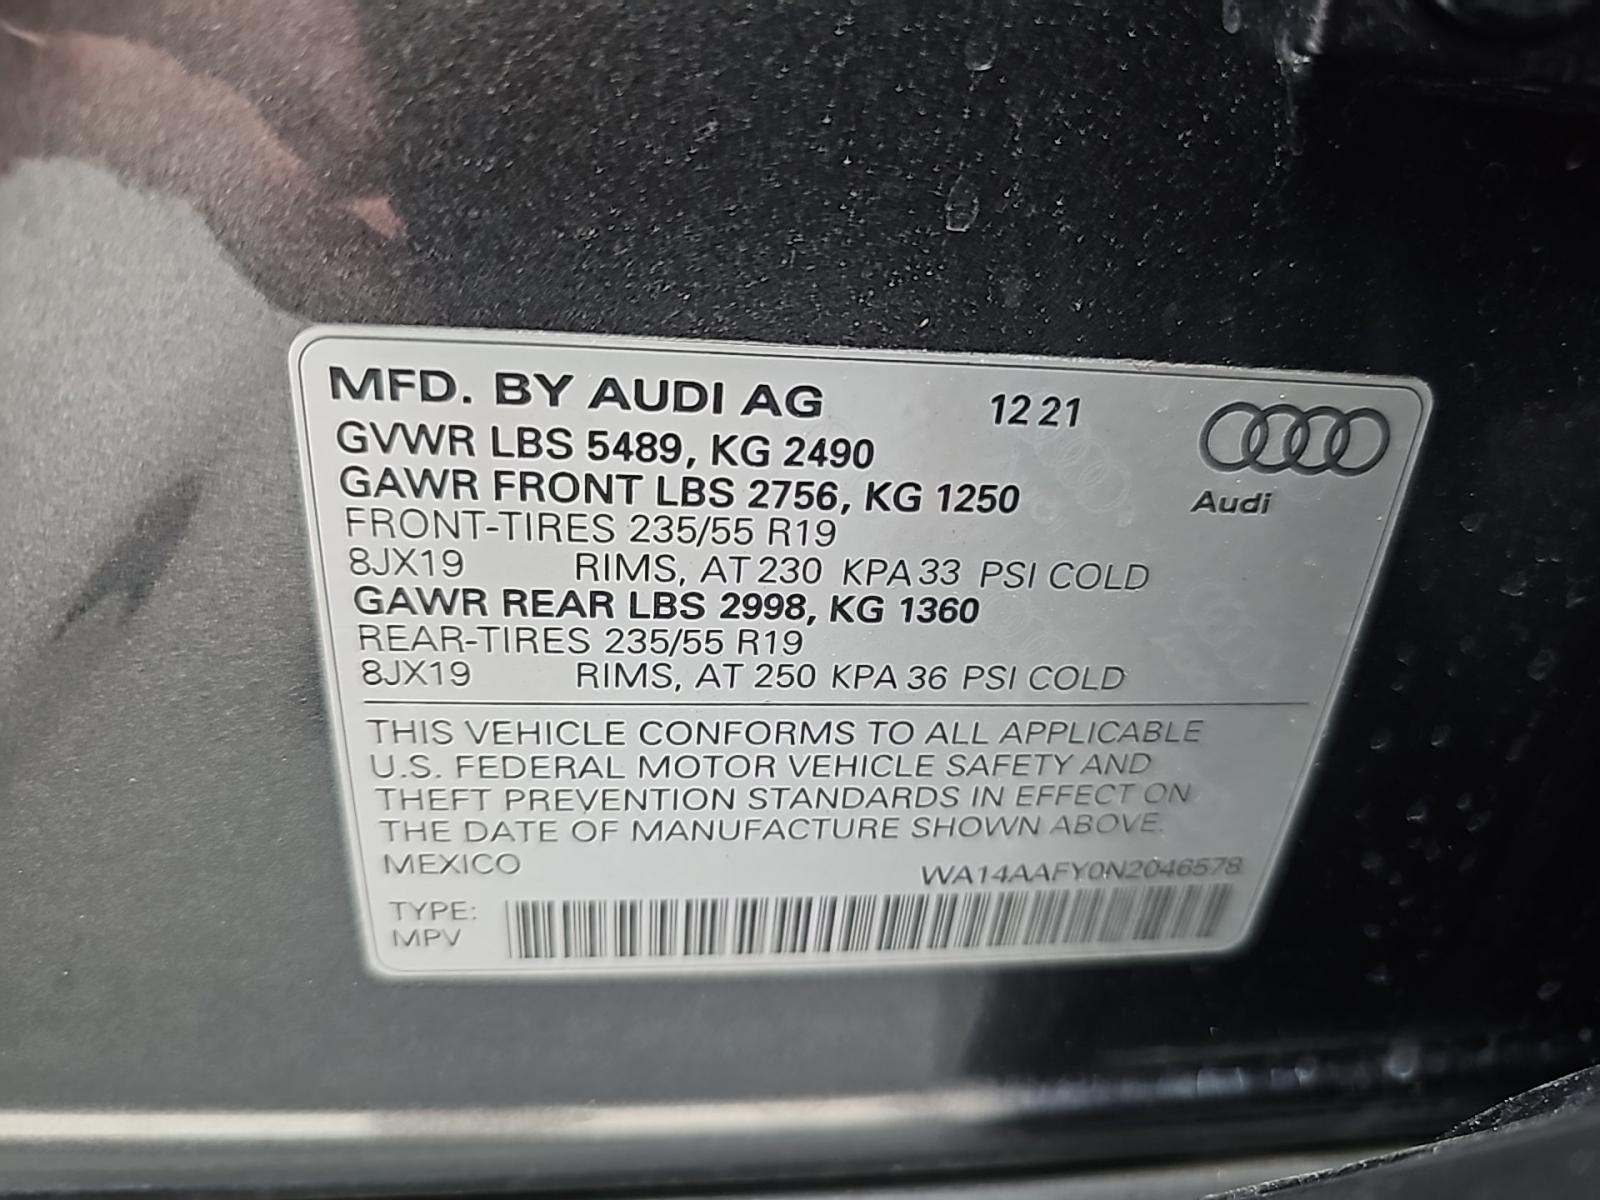 MFD. BY AUDI AG 12 21
GVWR LBS 5489, KG 2490
GAWR FRONT LBS 2756, KG 1250
Audi
FRONT-TIRES 235/55 R19
8JX19 RIMS, AT 230 KPA 33 PSI COLD
GAWR REAR LBS 2998, KG 1360
REAR-TIRES 235/55 R19
8JX19 RIMS, AT 250 KPA 36 PSI COLD
THIS VEHICLE CONFORMS TO ALL APPLICABLE
U.S. FEDERAL MOTOR VEHICLE SAFETY AND
THEFT PREVENTION STANDARDS IN EFFECT ON
THE DATE OF MANUFACTURE SHOWN ABOVE.
MEXICO WA14AAFY0N2046578
TYPE:
MPV